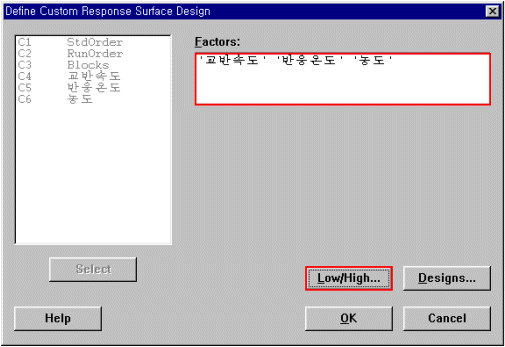 Define Custom Response Surface Design
C1 StdOrder
C2 RunOrder
C3 Blocks
C4 교반속도
C5 반응온도
C6 농도
Factors:
'교반속도' '반응온도' '농도'
Select
Low/High...
Designs...
Help
OK
Cancel